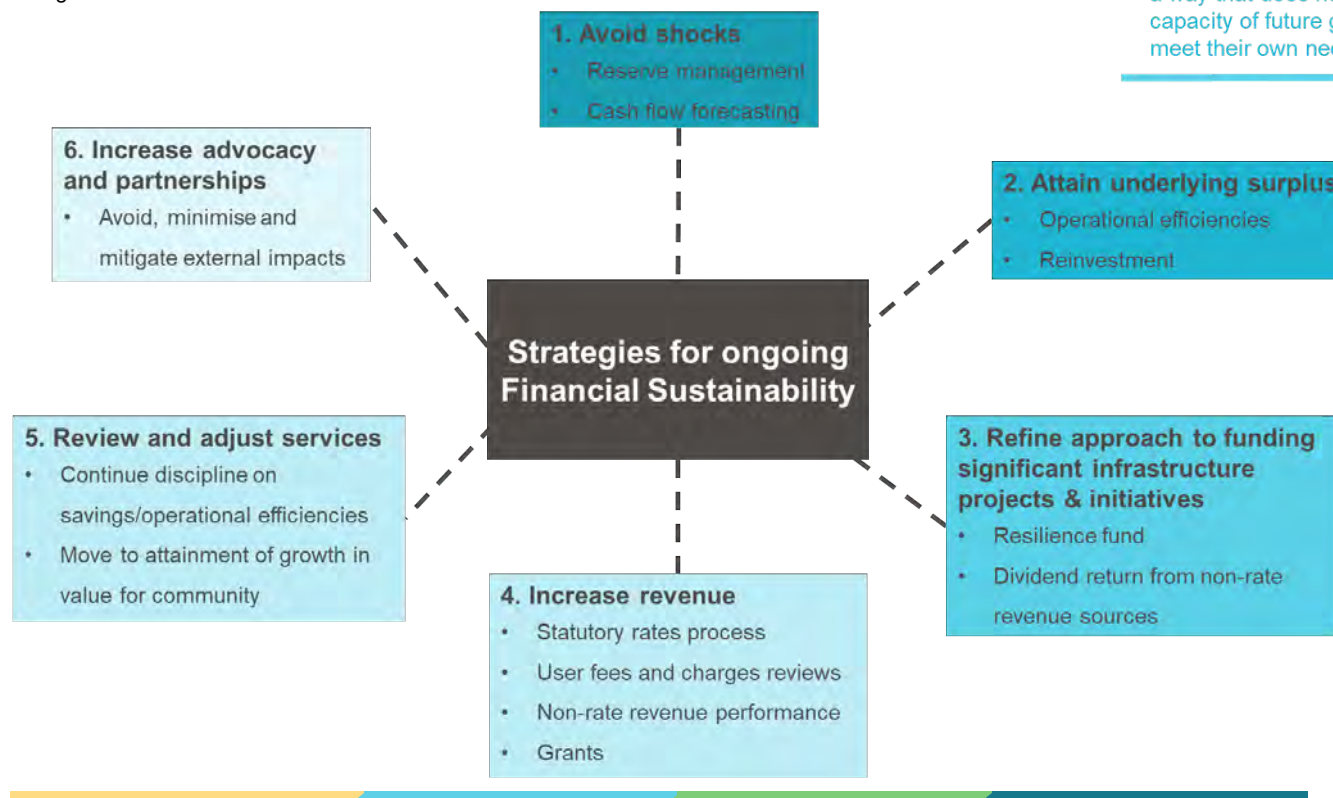 a way that does
capacity of future
meet their own
1. Avoid shocks
• Reserve management
• Cash flow forecasting
6. Increase advocacy
and partnerships
• Avoid, minimise and
mitigate external impacts
2. Attain underlying surplus
• Operational efficiencies
• Reinvestment
Strategies for ongoing
Financial Sustainability
5. Review and adjust services
• Continue discipline on
savings/operational efficiencies
• Move to attainment of growth in
value for community
3. Refine approach to funding
significant infrastructure
projects & initiatives
• Resilience fund
• Dividend return from non-rate
revenue sources
4. Increase revenue
• Statutory rates process
• User fees and charges reviews
• Non-rate revenue performance
• Grants